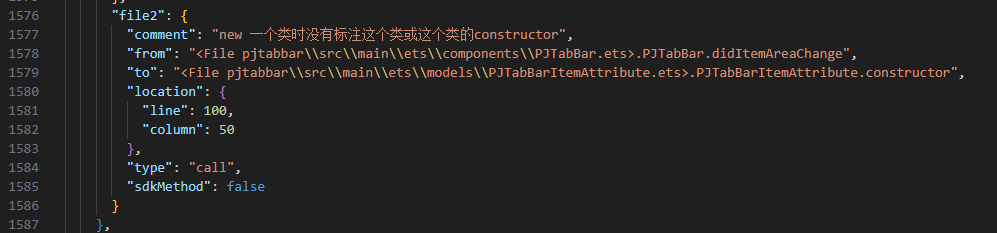 1576 "file2": {
1577 "comment": "new 一个类时没有标注这个类或这个类的constructor",
1578 "from": "<File pjtabbar\\src\\main\\ets\\components\\PJTabBar.ets>.PJTaBBar.didItemAreaChange",
1579 "to": "<File pjtabbar\\src\\main\\ets\\models\\PJTabBarItemAttribute.ets>.PJTabBarItemAttribute.constructor",
1580 "location": {
1581 "line": 100,
1582 "column": 50
1583 },
1584 "type": "call",
1585 "sdkMethod": false
1586 }
1587 },